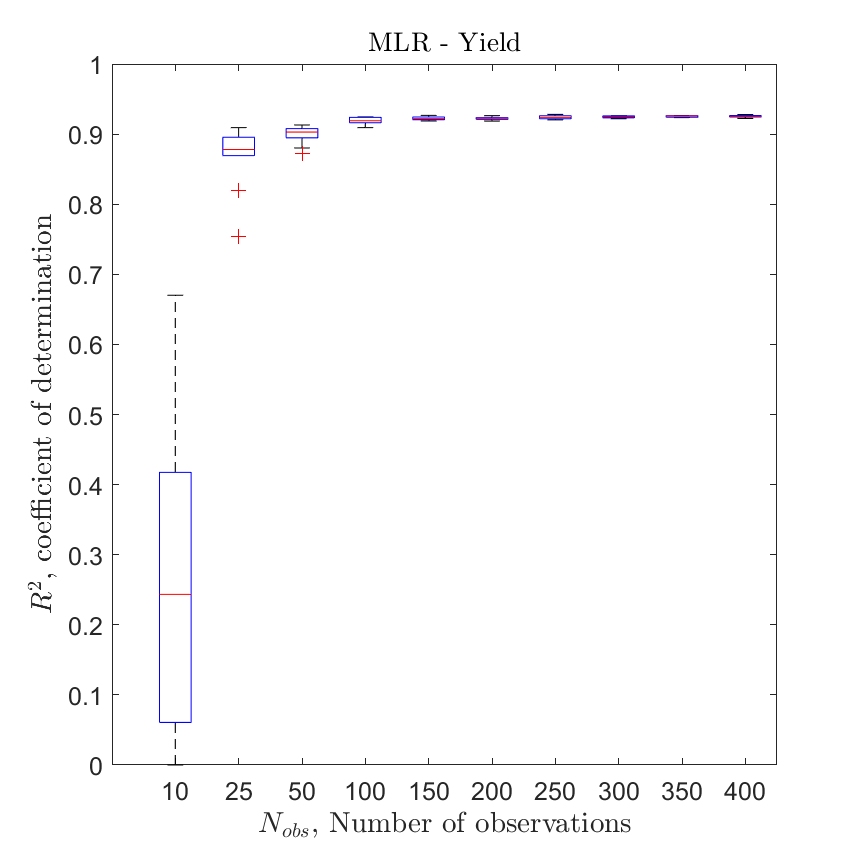 MLR - Yield
1
0.9
0.8
0.7
0.6
0.5
0.4
0.3
0.2
0.1
0
R², coefficient of determination
10 25 50 100 150 200 250 300 350 400
N_obs, Number of observations